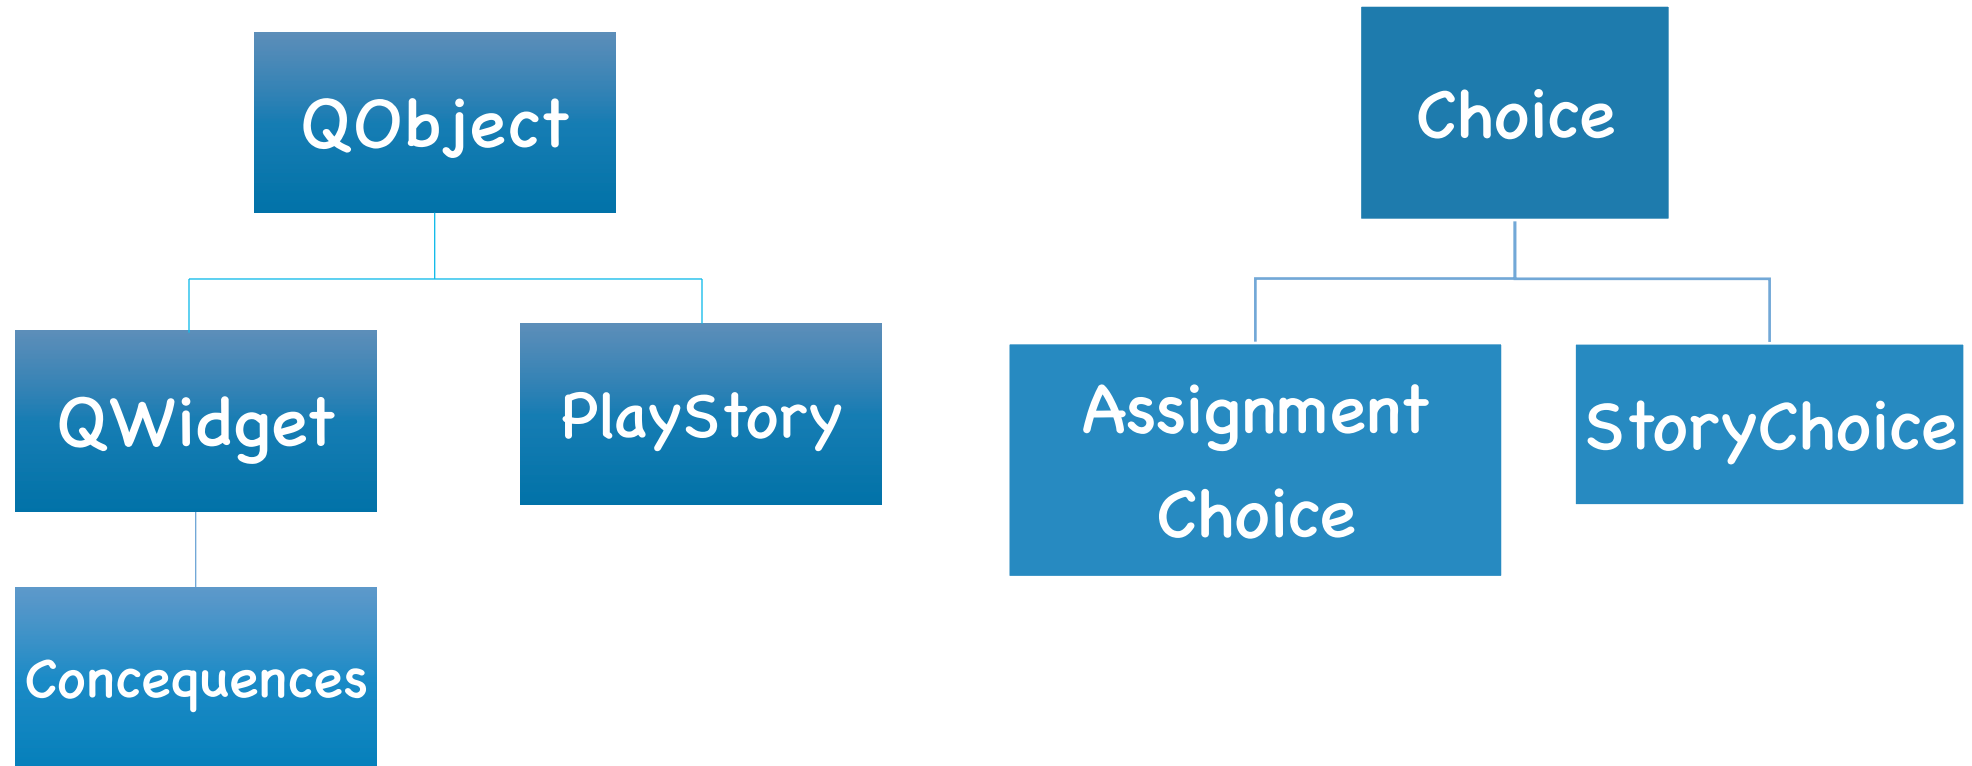 QObject
Choice
QWidget
PlayStory
Assignment
Choice
StoryChoice
Concequences